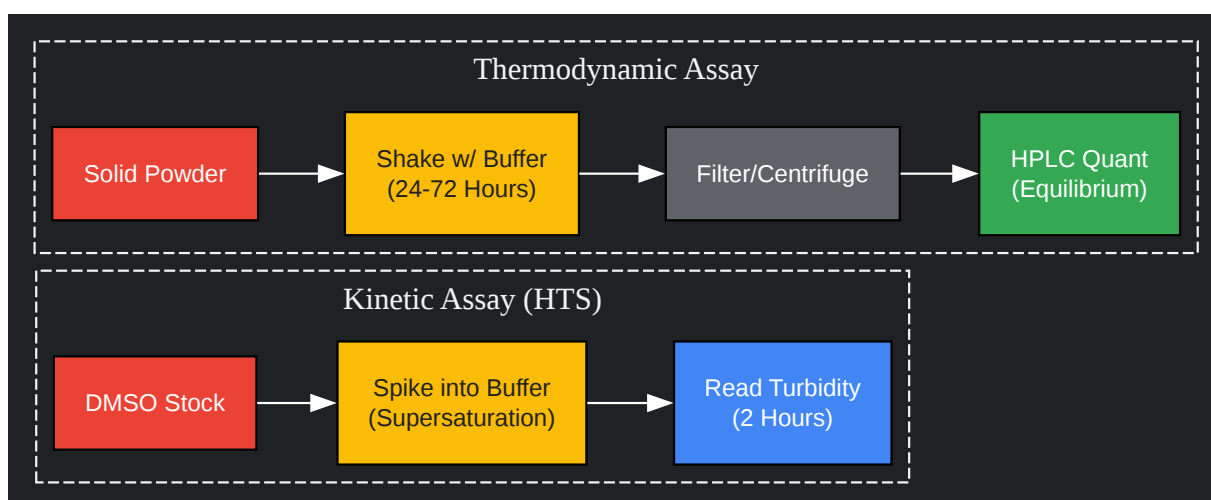 Thermodynamic Assay
Solid Powder
Shake w/ Buffer
(24-72 Hours)
Filter/Centrifuge
HPLC Quant
(Equilibrium)
Kinetic Assay (HTS)
DMSO Stock
Spike into Buffer
(Supersaturation)
Read Turbidity
(2 Hours)